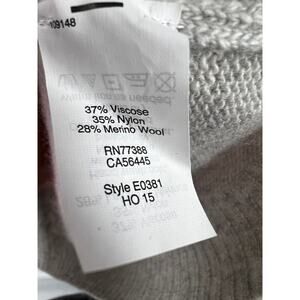 37% Viscose
35% Nylon
28% Merino Wool
RN77388
CA56445
Style E0381
HO 15